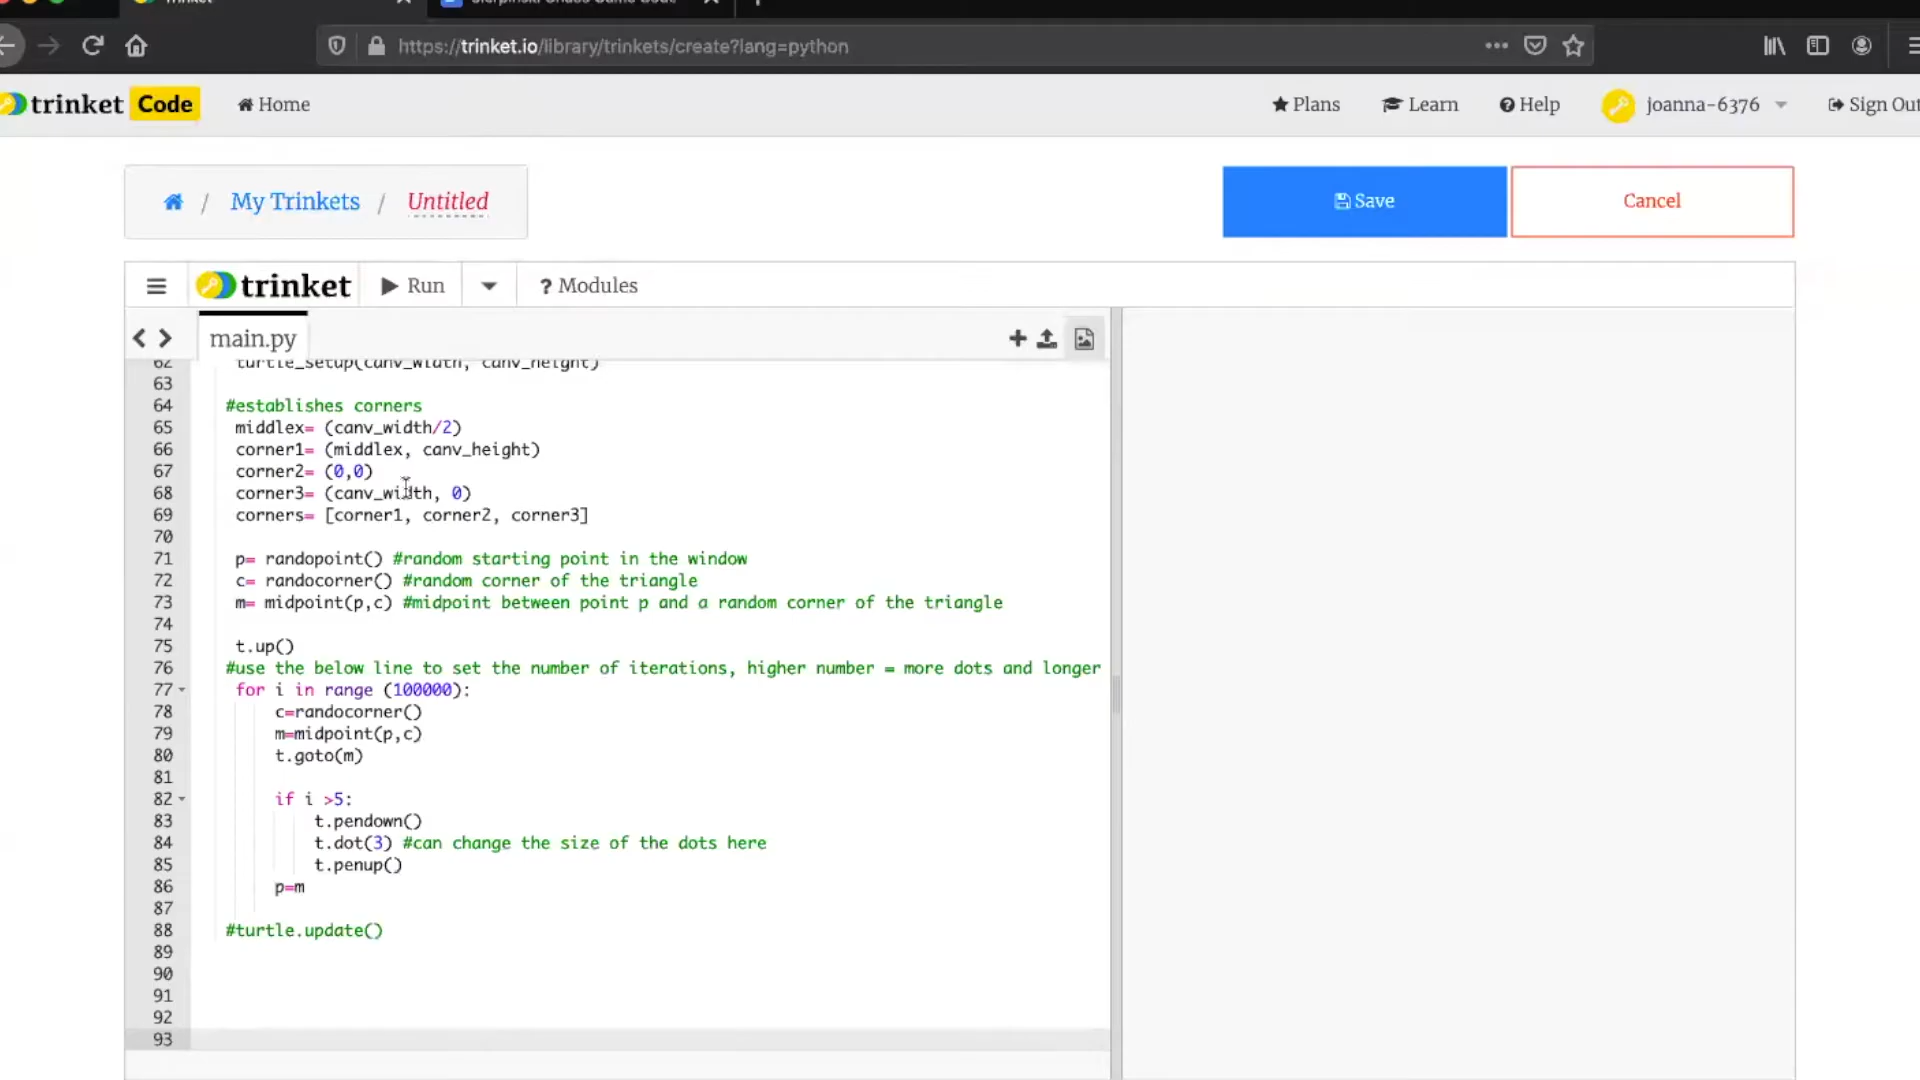 https://trinket.io/library/trinkets/create?lang=python
trinket Code Home Plans Learn Help joanna-6376 Sign Out
/ My Trinkets / Untitled Save Cancel
trinket Run ? Modules
main.py
62 turtle_setup(canv_width, canv_height)
63
64 #establishes corners
65 middlex= (canv_width/2)
66 corner1= (middlex, canv_height)
67 corner2= (0,0)
68 corner3= (canv_width, 0)
69 corners= [corner1, corner2, corner3]
70
71 p= randopoint() #random starting point in the window
72 c= randocorner() #random corner of the triangle
73 m= midpoint(p,c) #midpoint between point p and a random corner of the triangle
74
75 t.up()
76 #use the below line to set the number of iterations, higher number = more dots and longer
77 for i in range (100000):
78 c=randocorner()
79 m=midpoint(p,c)
80 t.goto(m)
81
82 if i >5:
83 t.pendown()
84 t.dot(3) #can change the size of the dots here
85 t.penup()
86 p=m
87
88 #turtle.update()
89
90
91
92
93